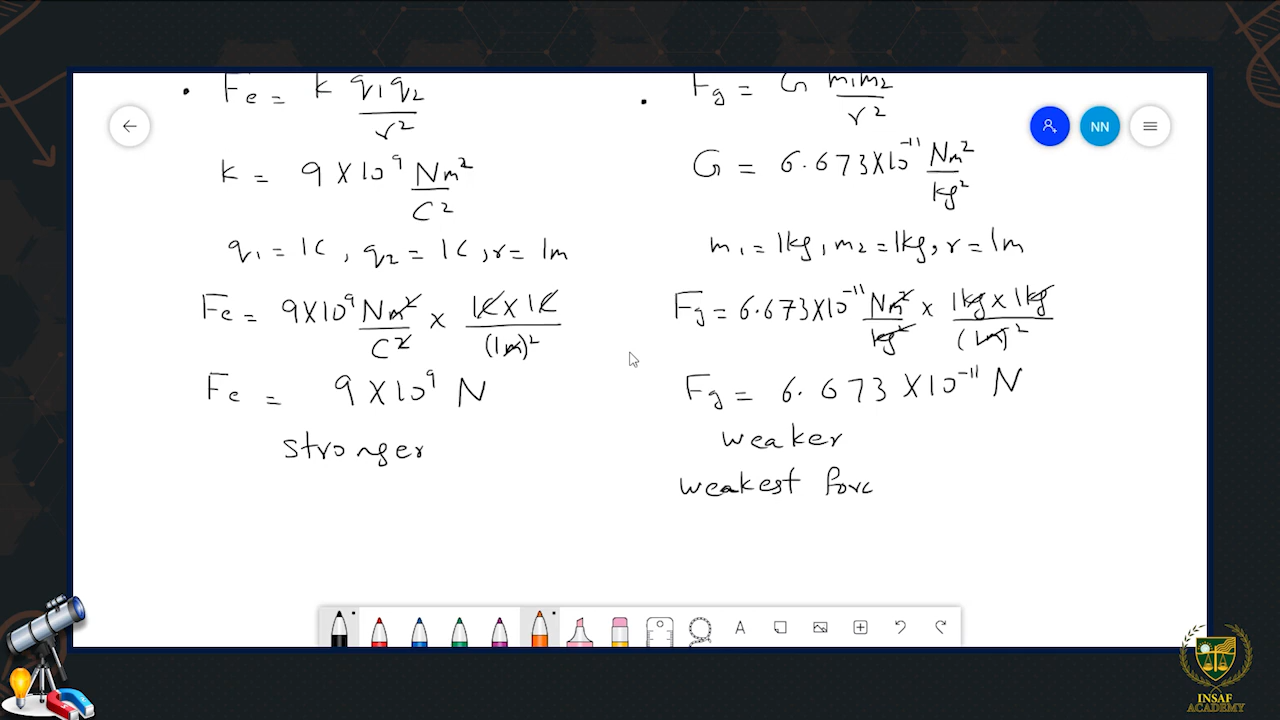 • Fe = K q1q2/r²
K = 9 X 10⁹ Nm²/C²
q1 = 1C, q2 = 1C, r = 1m
Fe = 9X10⁹ Nm²/C² x 1C x 1C/(1m)²
Fe = 9 X 10⁹ N
stronger
• Fg = G m1m2/r²
G = 6.673X10⁻¹¹ Nm²/kg²
m1 = 1kg, m2 = 1kg, r = 1m
Fg = 6.673X10⁻¹¹ Nm²/kg² x 1kg x 1kg/(1m)²
Fg = 6.673 X10⁻¹¹ N
weaker
weakest forc
NN
A
INSAF
ACADEMY